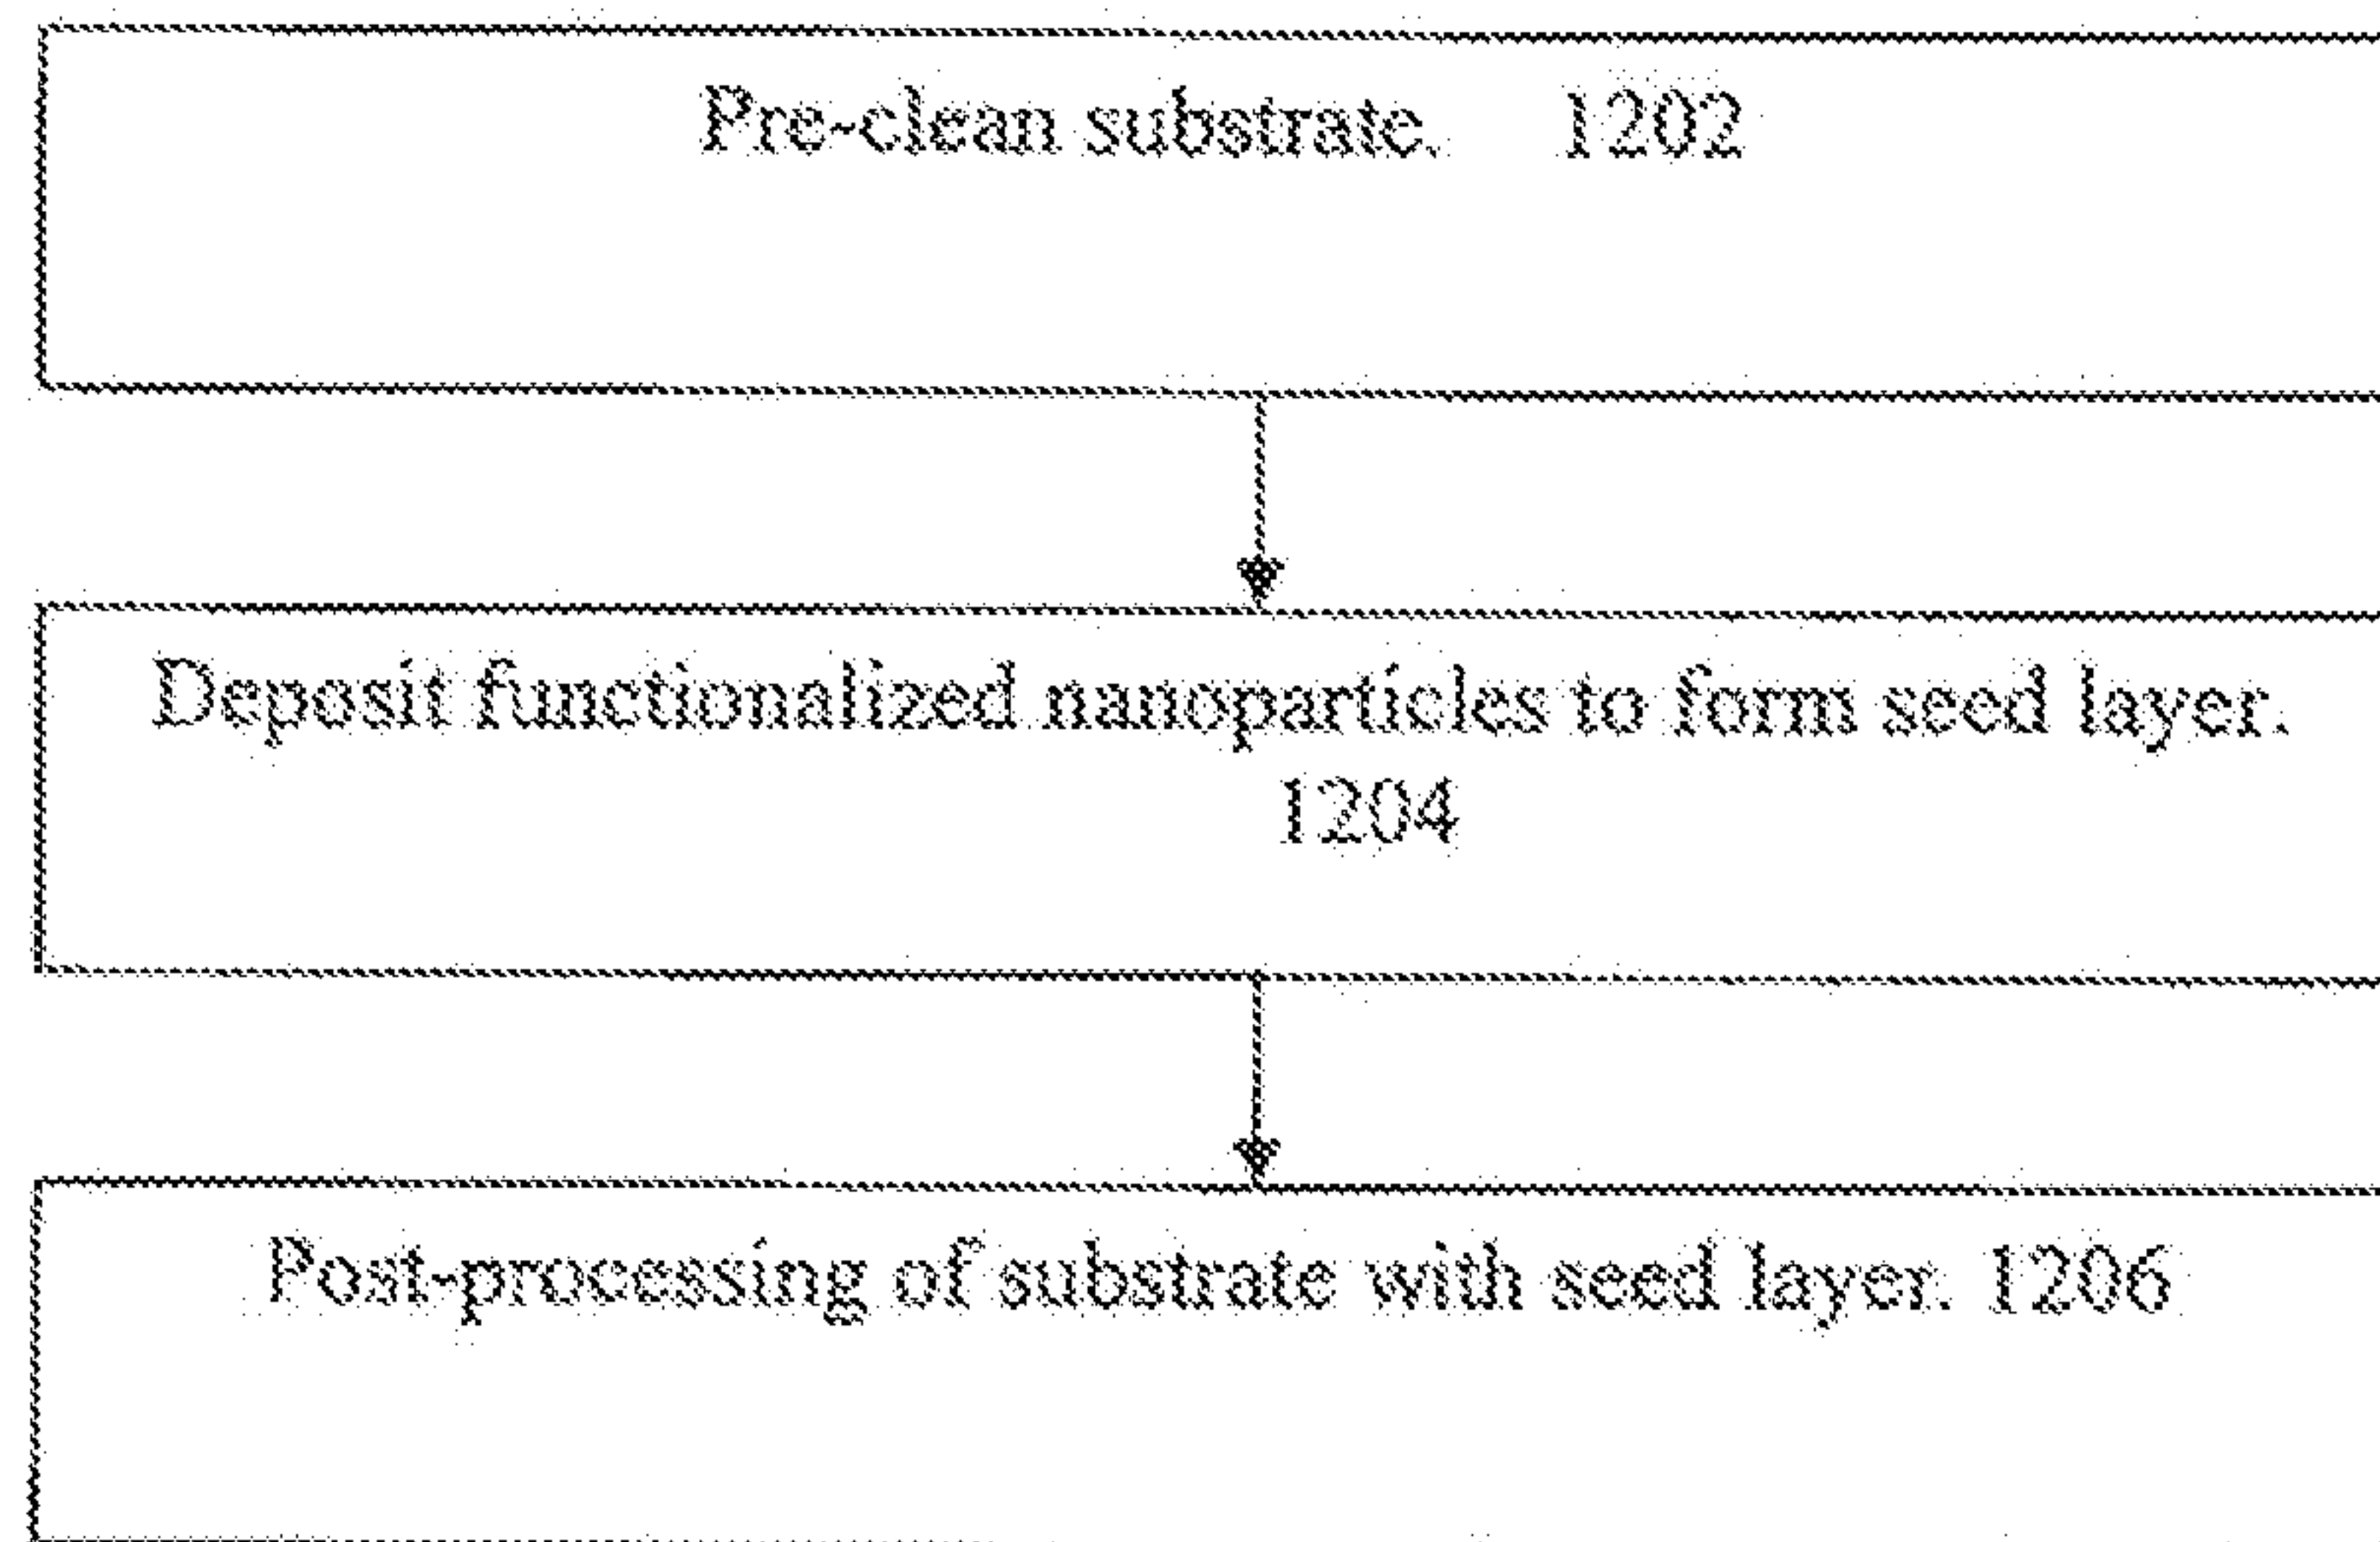 Pre-clean substrate. 1202
Deposit functionalized nanoparticles to form seed layer.
1204
Post-processing of substrate with seed layer. 1206